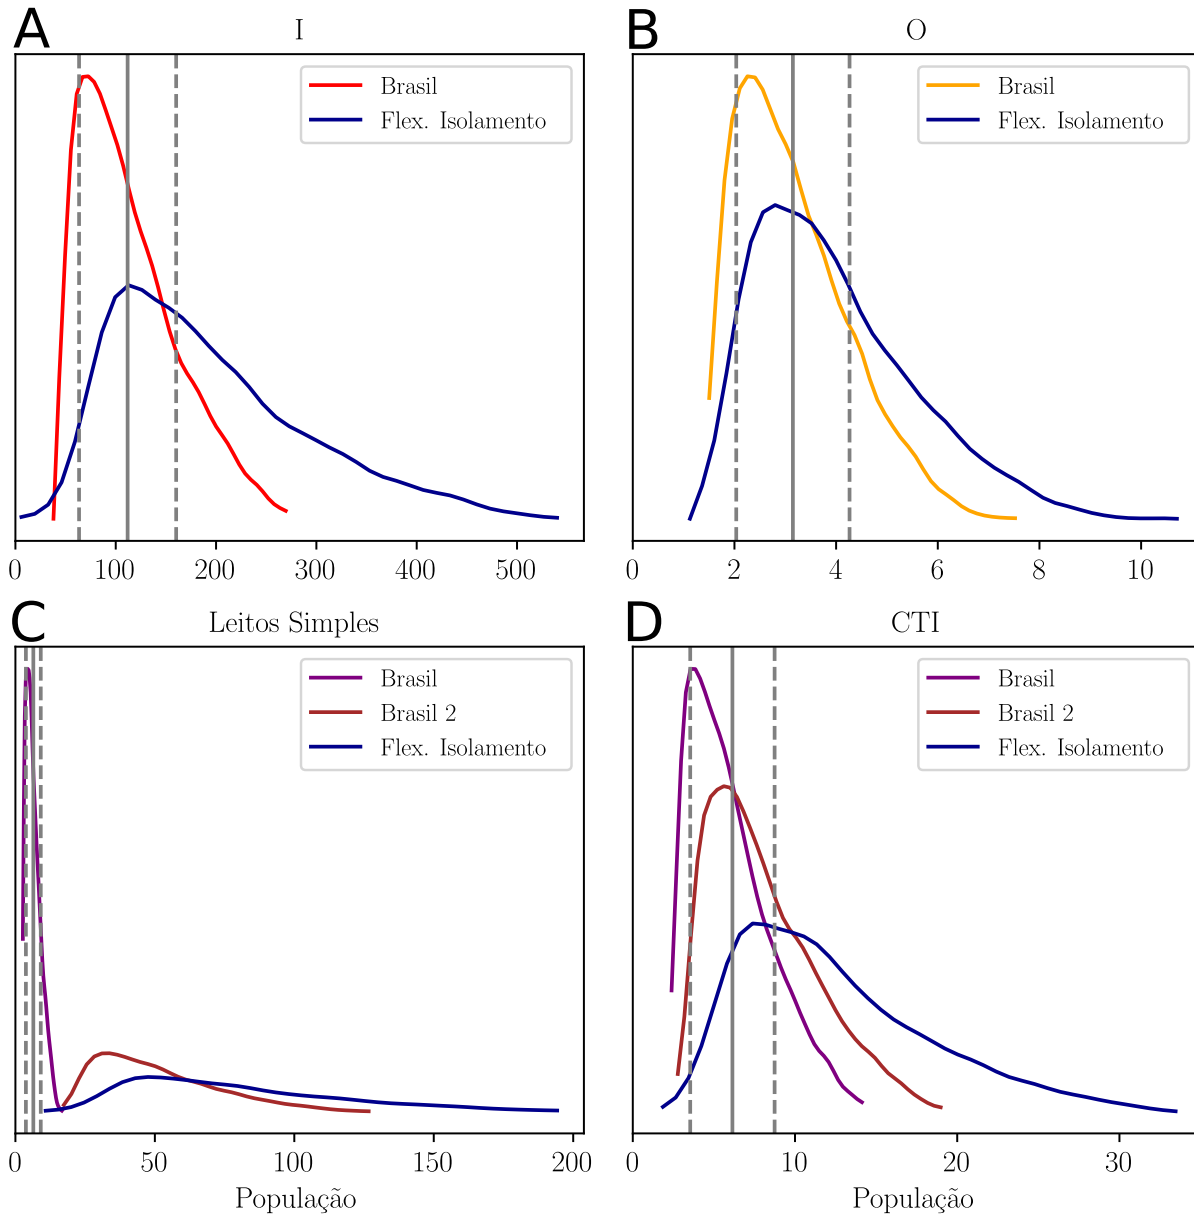 A
I
Brasil
Flex. Isolamento
0 100 200 300 400 500
B
O
Brasil
Flex. Isolamento
0 2 4 6 8 10
C
Leitos Simples
Brasil
Brasil 2
Flex. Isolamento
0 50 100 150 200
População
D
CTI
Brasil
Brasil 2
Flex. Isolamento
0 10 20 30
População